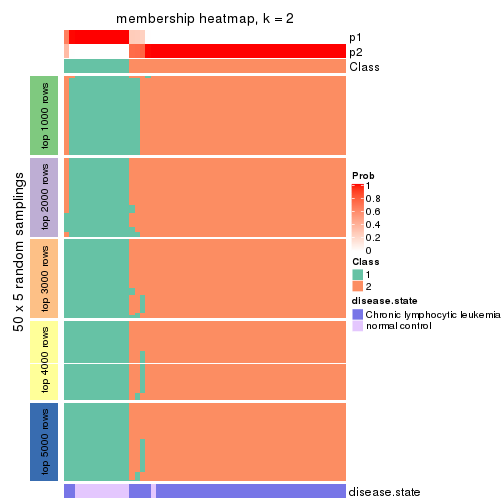 membership heatmap, k = 2
p1
p2
Class
50 x 5 random samplings
top 1000 rows
top 2000 rows
top 3000 rows
top 4000 rows
top 5000 rows
Prob
1
0.8
0.6
0.4
0.2
0
Class
1
2
disease.state
Chronic lymphocytic leukemia
normal control
disease.state